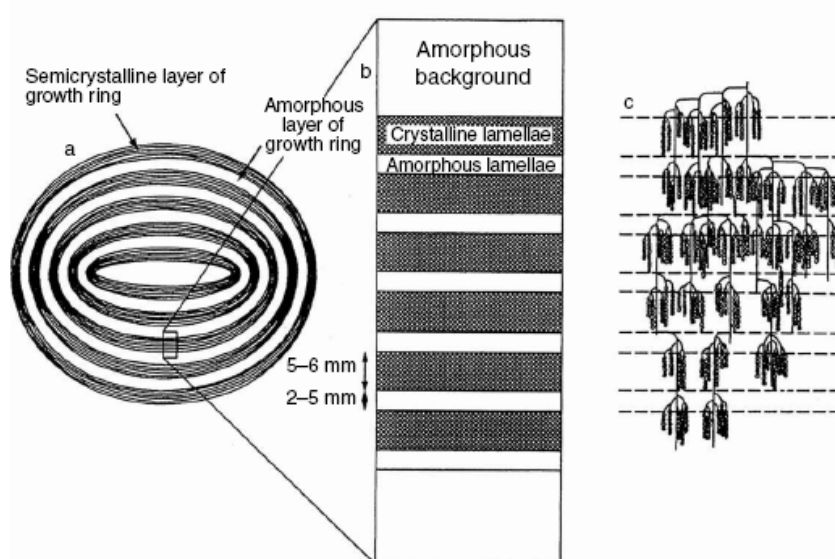 Semicrystalline layer of
growth ring
a
Amorphous
layer of
growth ring
b
Amorphous
background
Crystalline lamellae
Amorphous lamellae
5–6 mm
2–5 mm
c